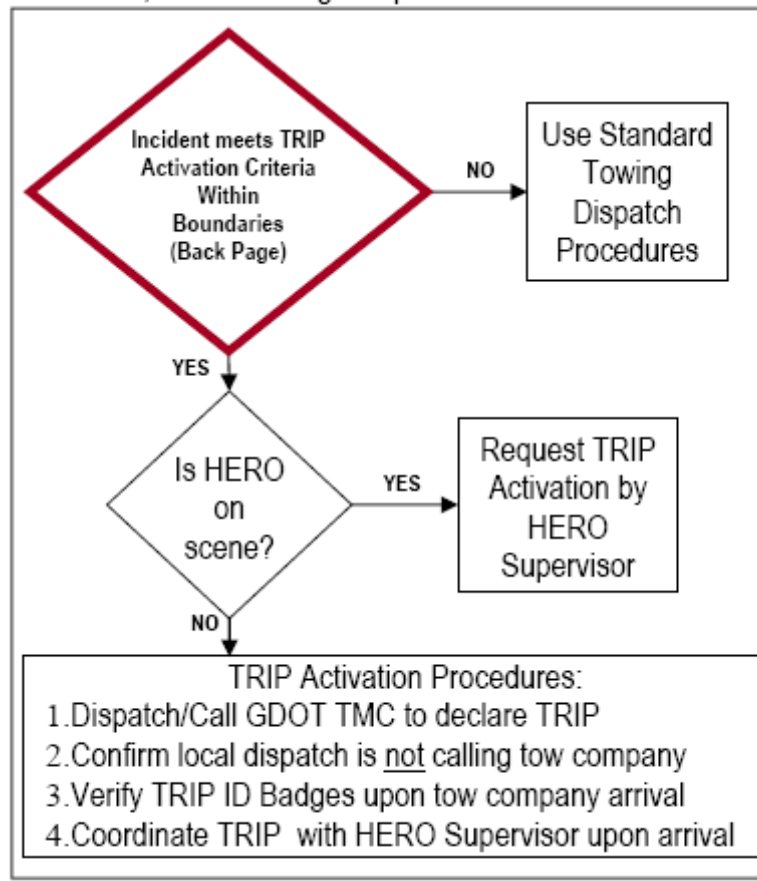 Incident meets TRIP
Activation Criteria
Within
Boundaries
(Back Page)
NO
Use Standard
Towing
Dispatch
Procedures
YES
Is HERO
on
scene?
YES
Request TRIP
Activation by
HERO
Supervisor
NO
TRIP Activation Procedures:
1.Dispatch/Call GDOT TMC to declare TRIP
2.Confirm local dispatch is not calling tow company
3.Verify TRIP ID Badges upon tow company arrival
4.Coordinate TRIP with HERO Supervisor upon arrival